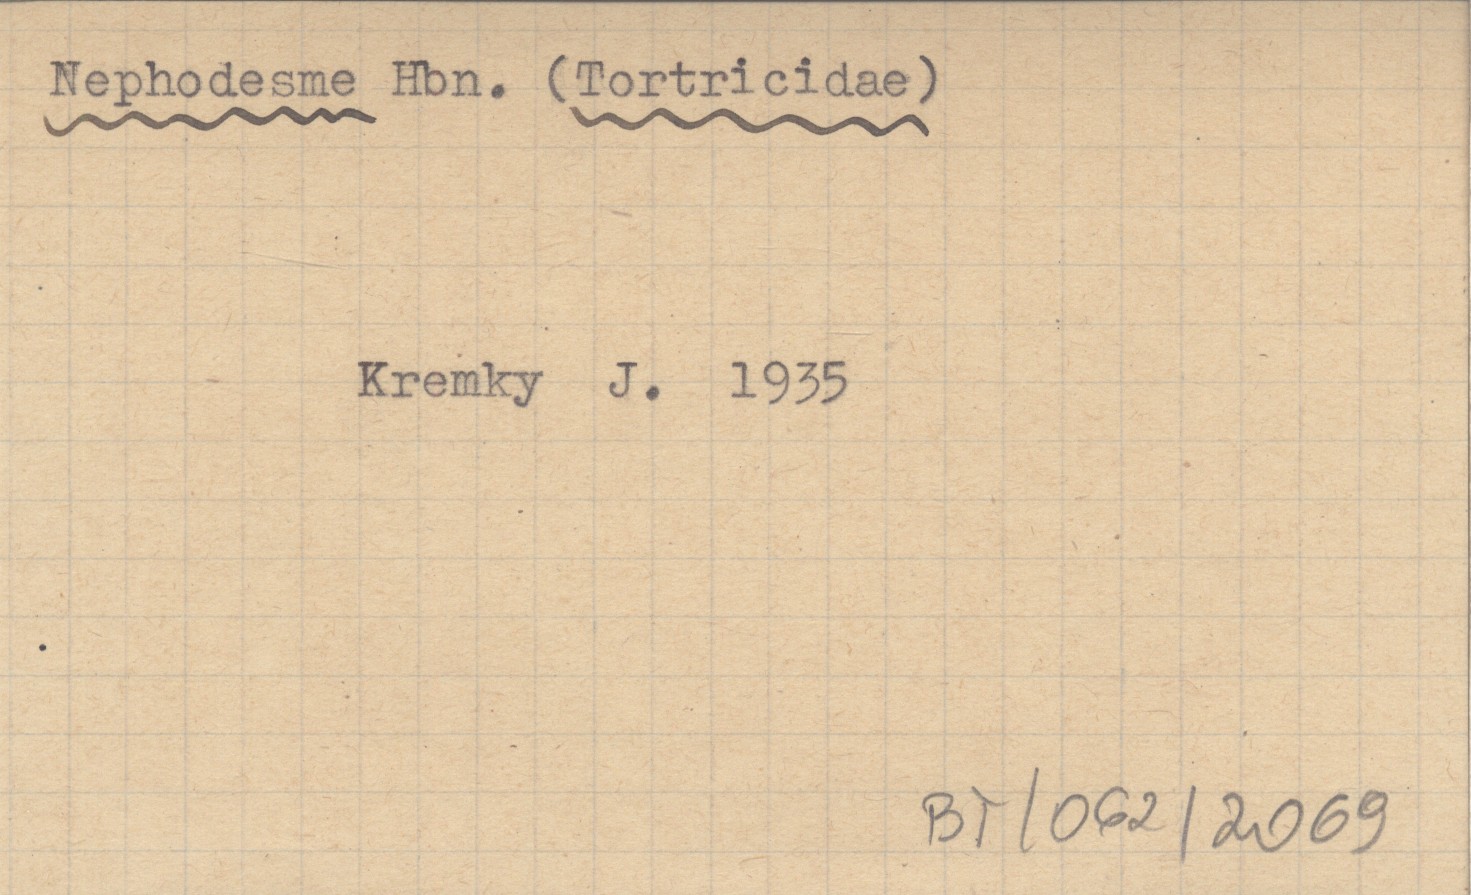 Nephodesme Hbn. (Tortricidae)
Kremky J. 1935
BT/062/2069